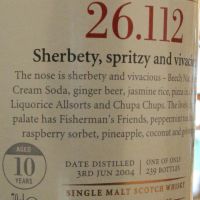 26.112
Sherbety, spritzy and vivacio
The nose is sherbety and vivacious – Beech Nut
Cream Soda, ginger beer, jasmine rice, pizza
Liquorice Allsorts and Chupa Chups. The
palate has Fisherman's Friends, peppermint
raspberry sorbet, pineapple, coconut and
AGED
10
YEARS
DATE DISTILLED
3RD JUN 2004
ONE OF ONLY
239 BOTTLES
SINGLE MALT SCOTCH WHISKY